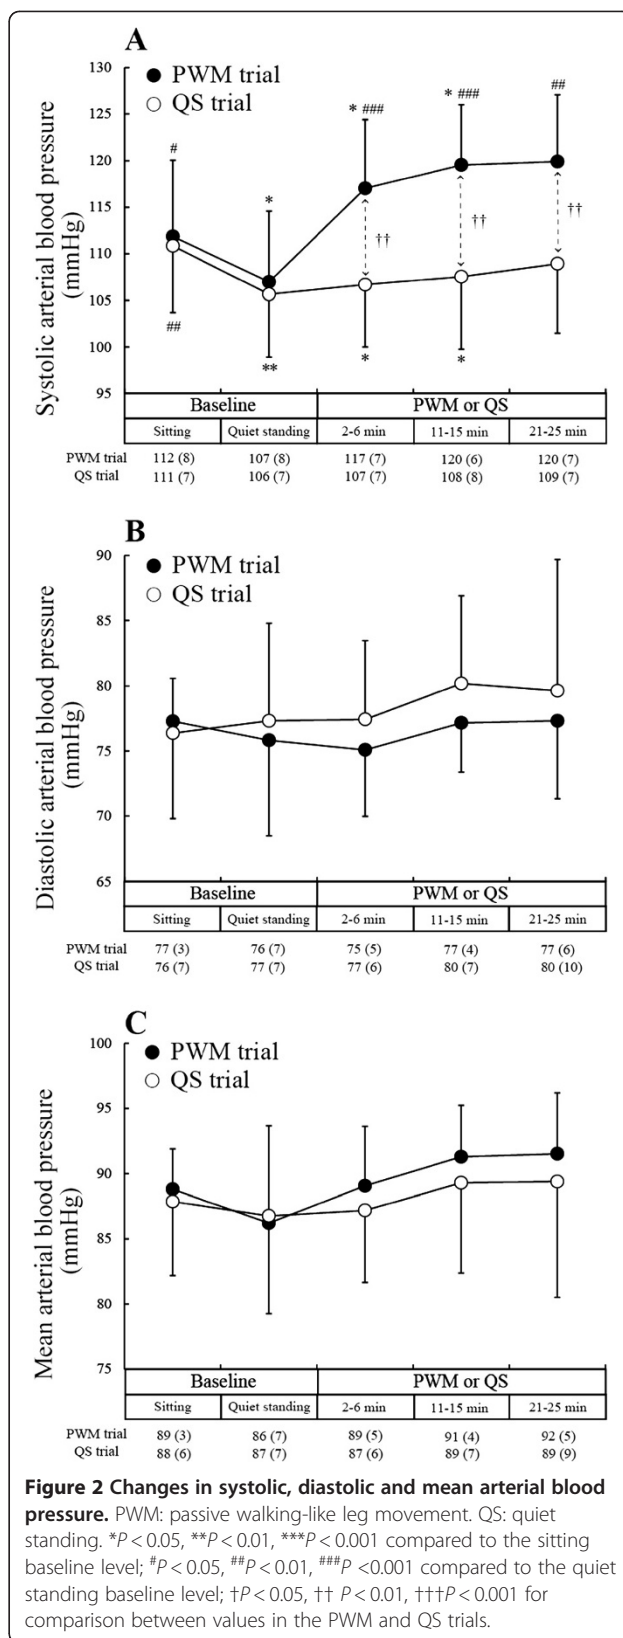 A
130
125
120
115
110
105
100
95
Systolic arterial blood pressure
(mmHg)
● PWM trial
○ QS trial
* ###
* ###
##
#
*
††
††
††
##
**
*
*
Baseline PWM or QS
Sitting Quiet standing 2-6 min 11-15 min 21-25 min
PWM trial 112 (8) 107 (8) 117 (7) 120 (6) 120 (7)
QS trial 111 (7) 106 (7) 107 (7) 108 (8) 109 (7)
B
90
85
80
75
70
65
Diastolic arterial blood pressure
(mmHg)
● PWM trial
○ QS trial
Baseline PWM or QS
Sitting Quiet standing 2-6 min 11-15 min 21-25 min
PWM trial 77 (3) 76 (7) 75 (5) 77 (4) 77 (6)
QS trial 76 (7) 77 (7) 77 (6) 80 (7) 80 (10)
C
100
95
90
85
80
75
Mean arterial blood pressure
(mmHg)
● PWM trial
○ QS trial
Baseline PWM or QS
Sitting Quiet standing 2-6 min 11-15 min 21-25 min
PWM trial 89 (3) 86 (7) 89 (5) 91 (4) 92 (5)
QS trial 88 (6) 87 (7) 87 (6) 89 (7) 89 (9)
Figure 2 Changes in systolic, diastolic and mean arterial blood
pressure. PWM: passive walking-like leg movement. QS: quiet
standing. *P < 0.05, **P < 0.01, ***P < 0.001 compared to the sitting
baseline level; #P < 0.05, ##P < 0.01, ###P <0.001 compared to the quiet
standing baseline level; †P < 0.05, †† P < 0.01, †††P < 0.001 for
comparison between values in the PWM and QS trials.